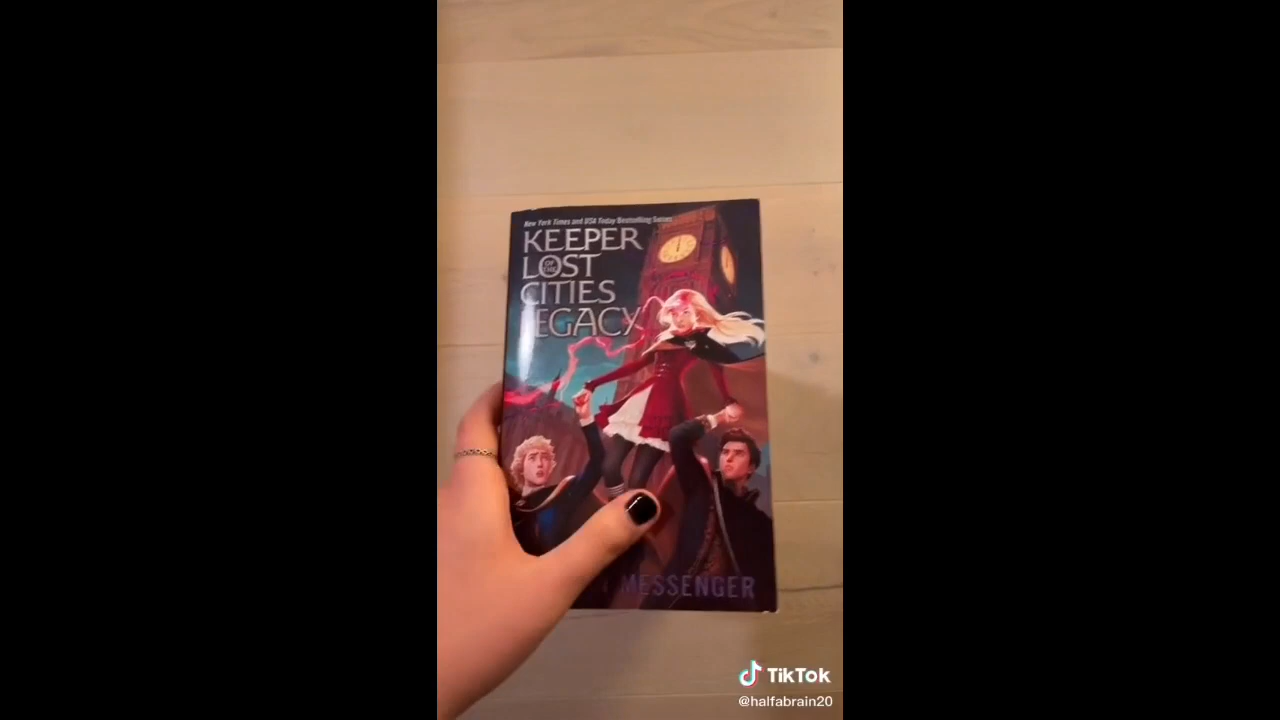 New York Times and USA Today Bestselling Series
KEEPER
OF THE
LOST
CITIES
LEGACY
MESSENGER
TikTok
@halfabrain20